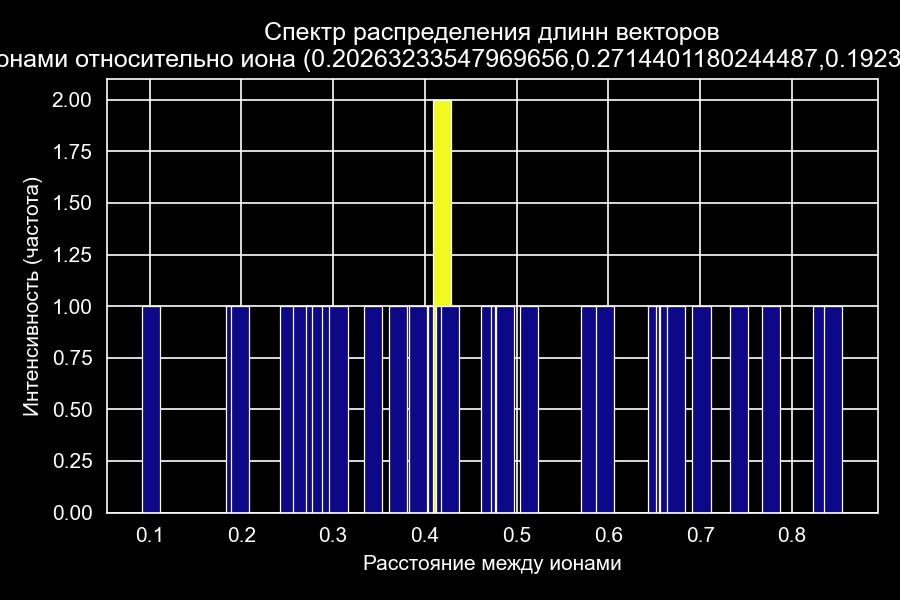 Спектр распределения длинн векторов
онами относительно иона (0.20263233547969656,0.2714401180244487,0.1923
2.00
1.75
1.50
1.25
1.00
0.75
0.50
0.25
0.00
Интенсивность (частота)
0.1 0.2 0.3 0.4 0.5 0.6 0.7 0.8
Расстояние между ионами